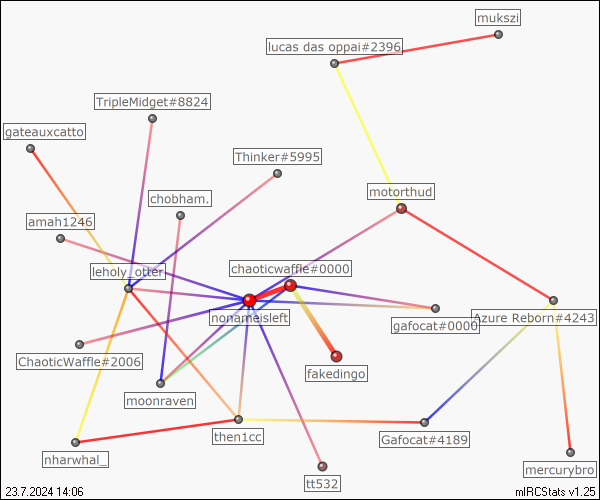 mukszi
lucas das oppai#2396
TripleMidget#8824
gateauxcatto
Thinker#5995
motorthud
chobham.
amah1246
leholy_otter
chaoticwaffle#0000
nonameisleft
gafocat#0000
Azure Reborn#4243
ChaoticWaffle#2006
fakedingo
moonraven
then1cc
Gafocat#4189
nharwhal_
mercurybro
tt532
23.7.2024 14:06
mIRCStats v1.25